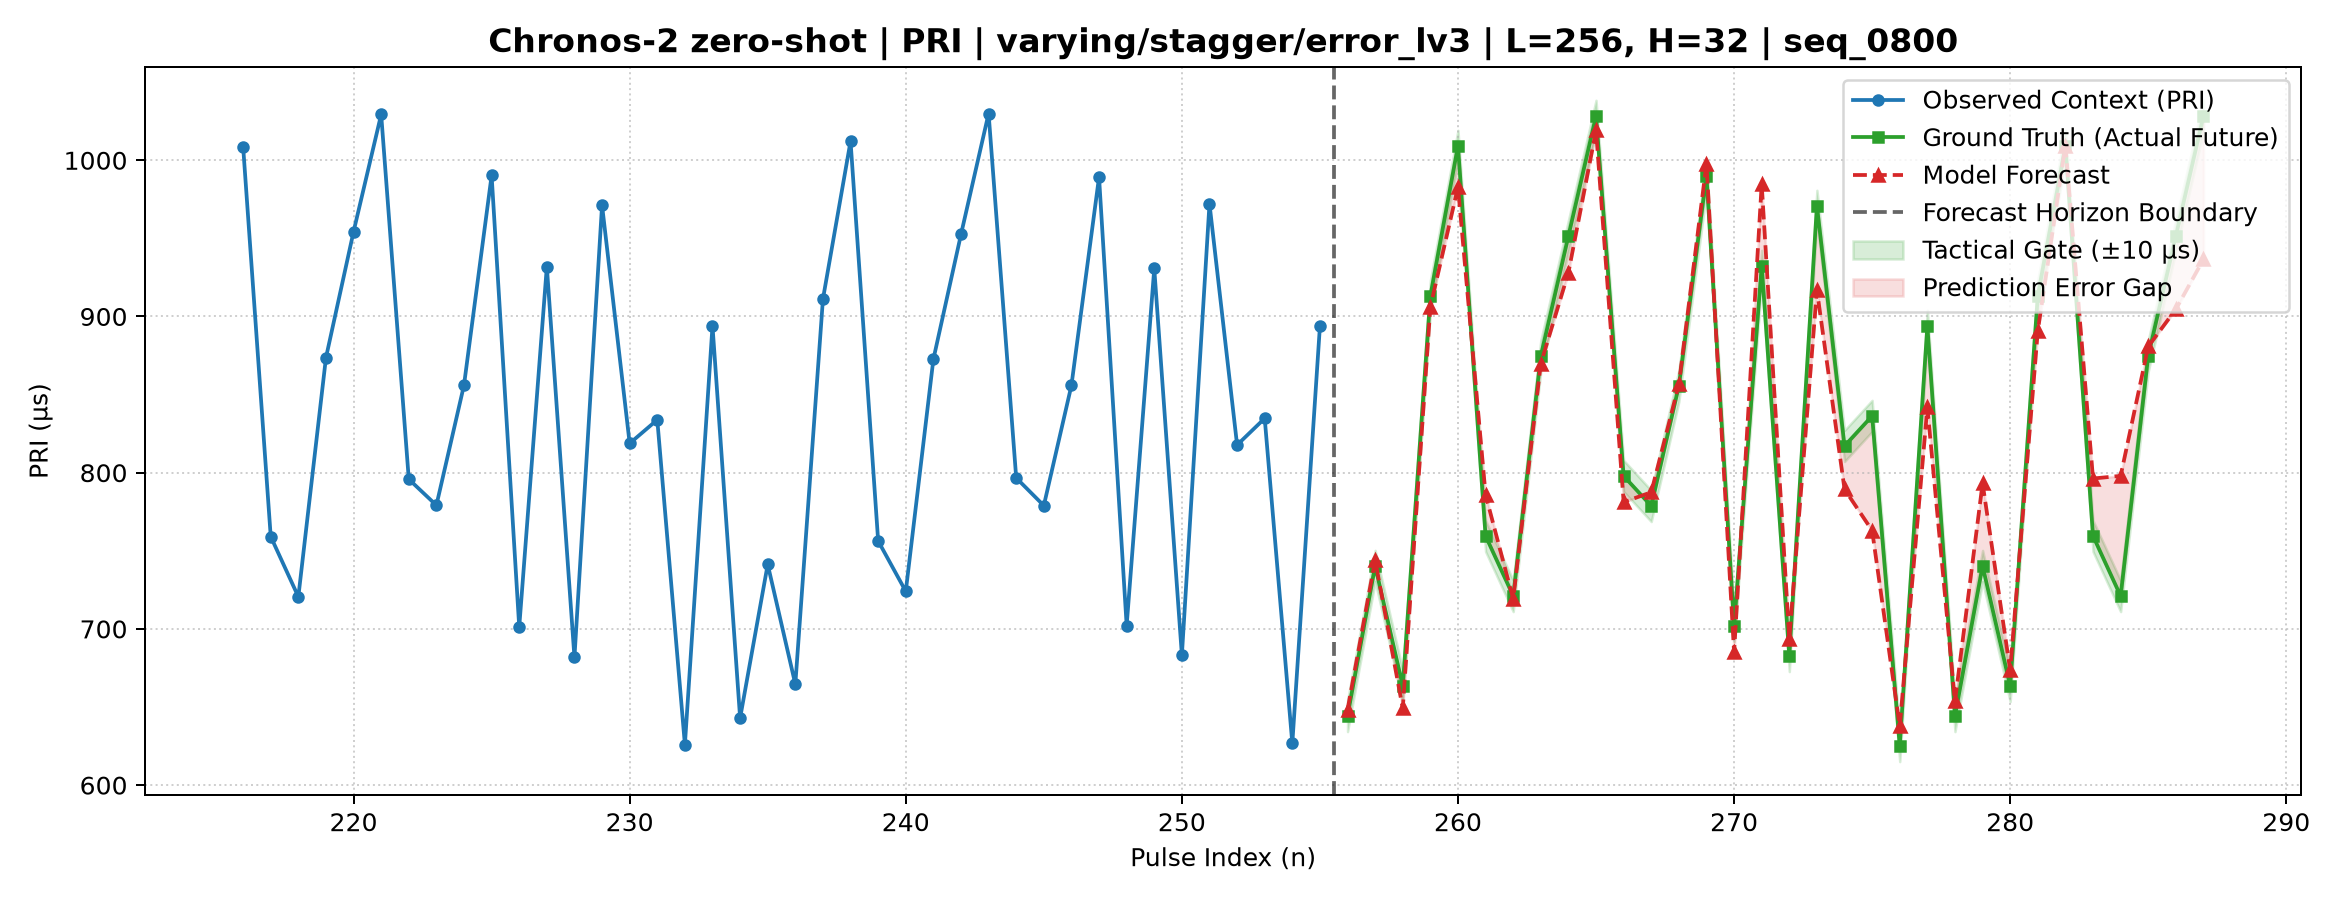 Chronos-2 zero-shot | PRI | varying/stagger/error_lv3 | L=256, H=32 | seq_0800
Observed Context (PRI)
Ground Truth (Actual Future)
Model Forecast
Forecast Horizon Boundary
Tactical Gate (±10 μs)
Prediction Error Gap
PRI (μs)
1000
900
800
700
600
220
230
240
250
260
270
280
290
Pulse Index (n)